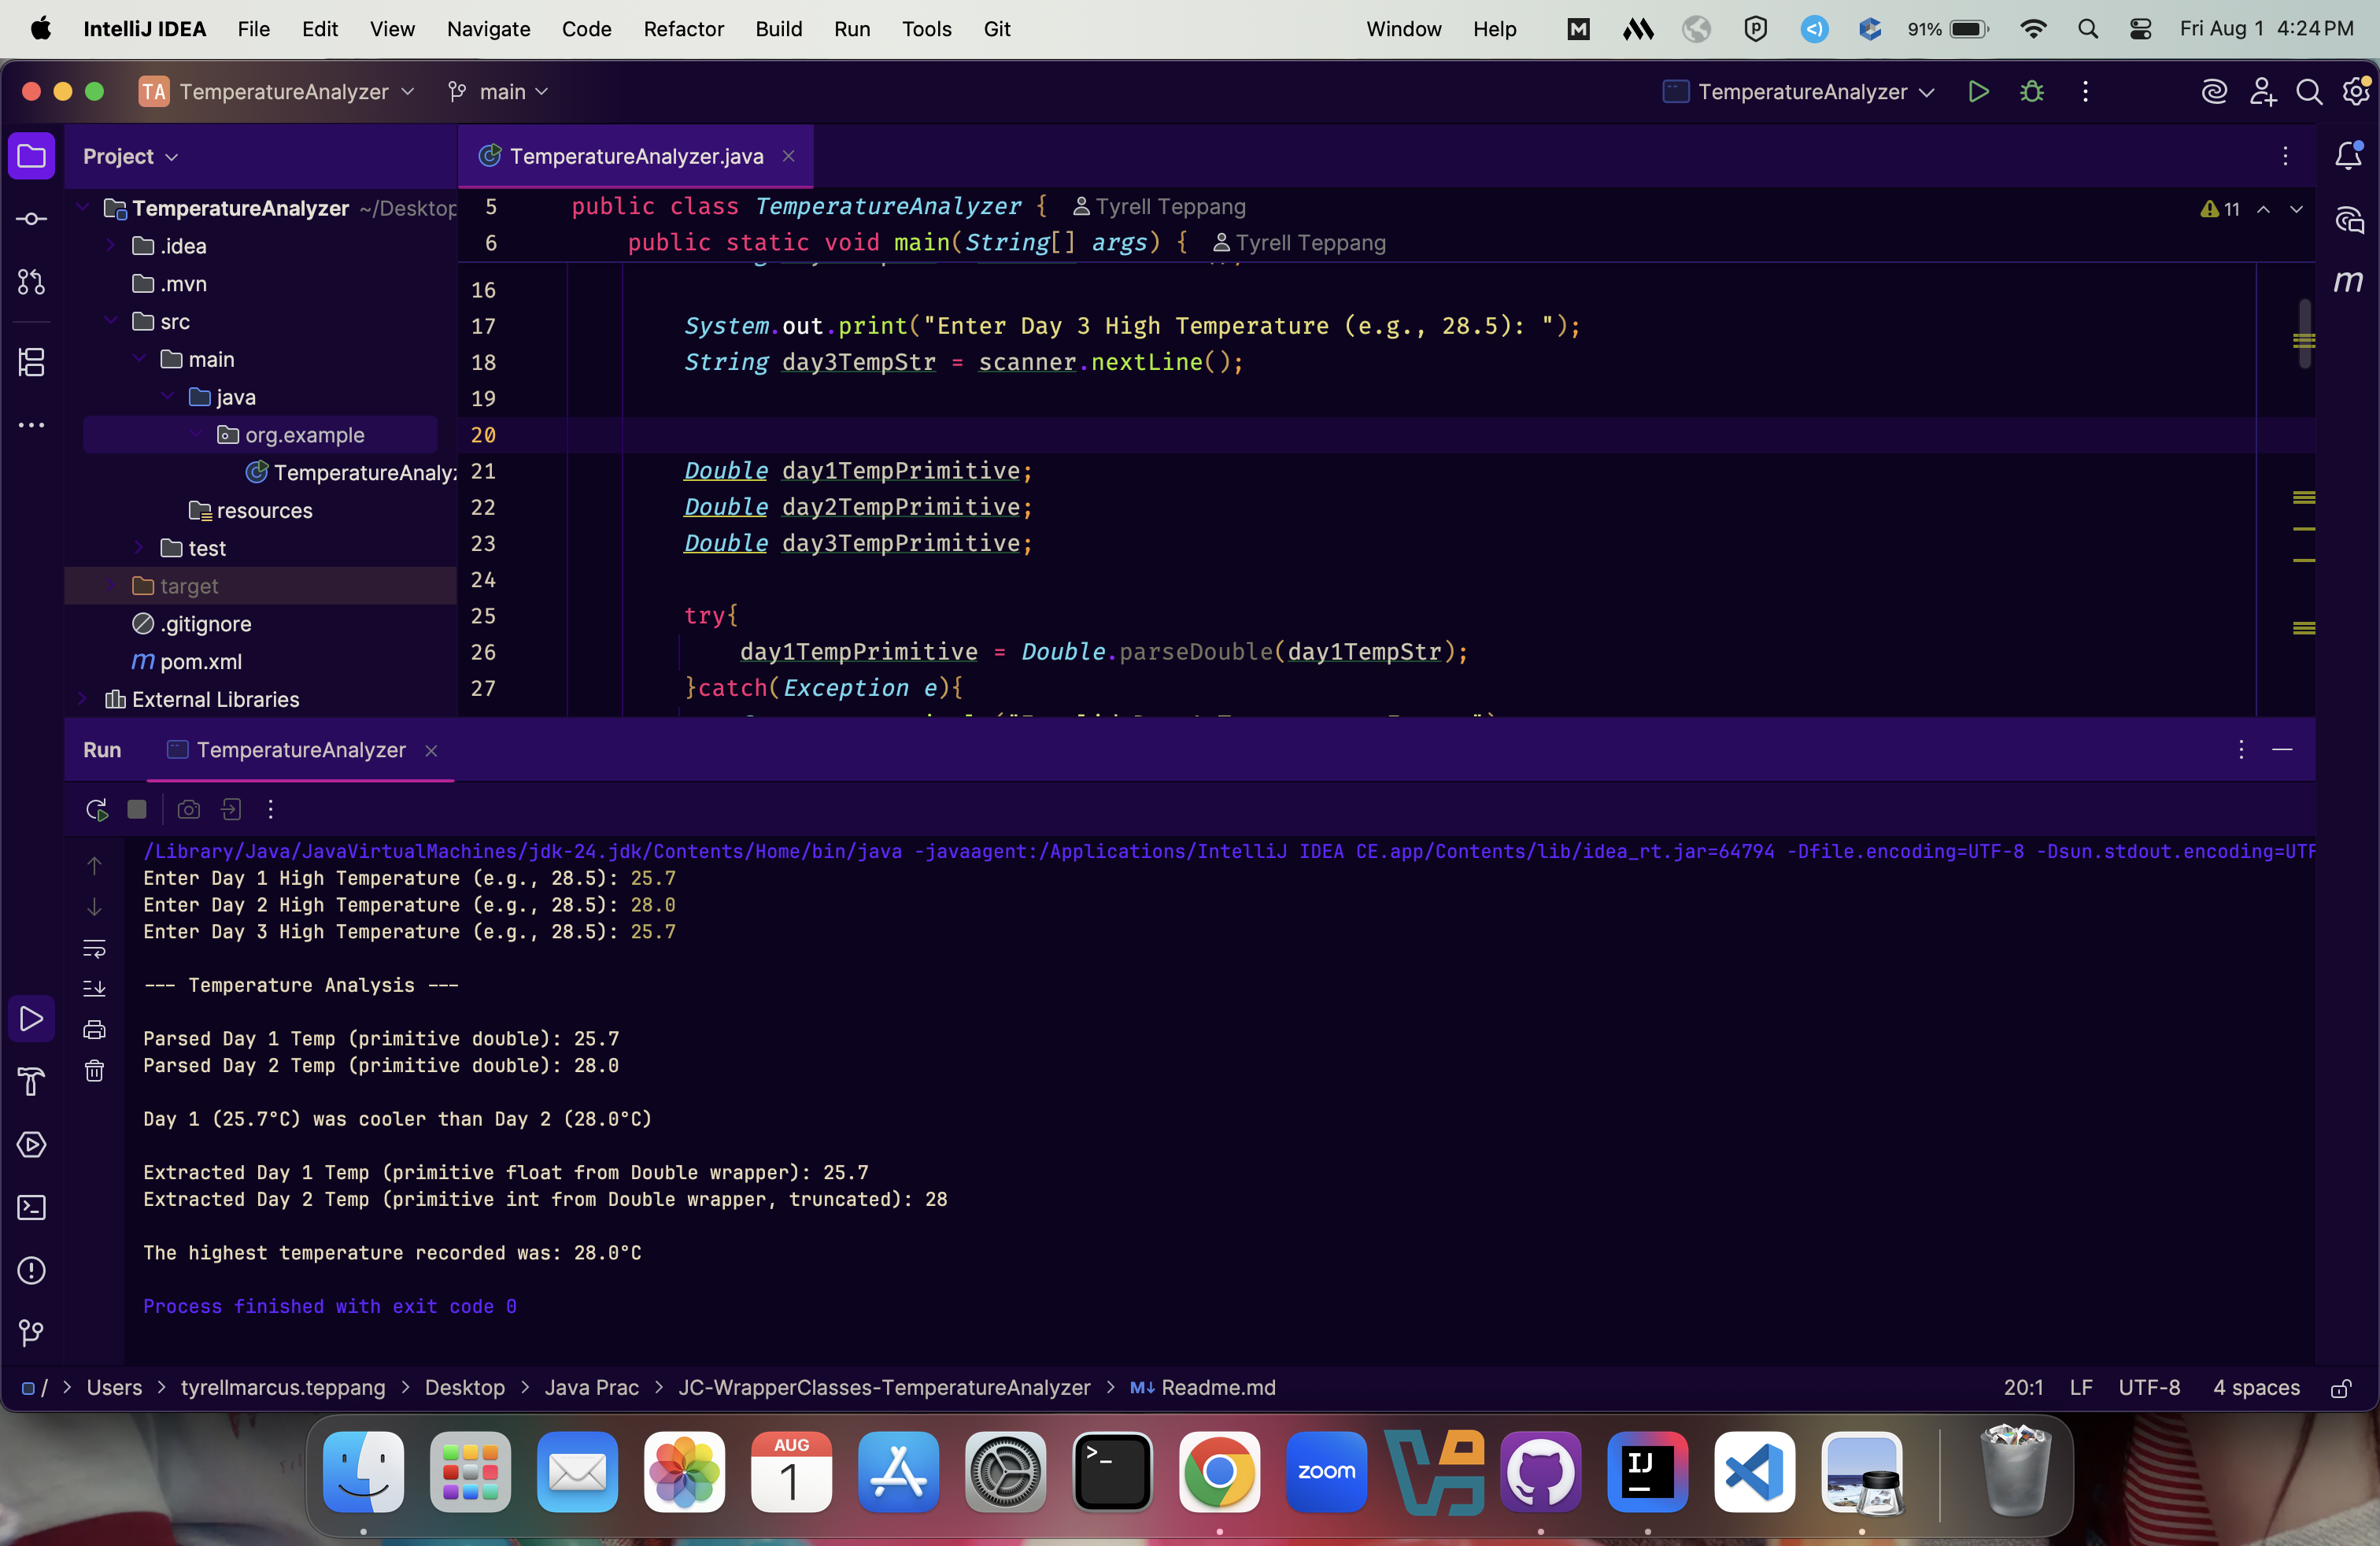 IntelliJ IDEA File Edit View Navigate Code Refactor Build Run Tools Git Window Help 91% Fri Aug 1 4:24 PM
TA TemperatureAnalyzer main TemperatureAnalyzer
Project
TemperatureAnalyzer ~/Desktop
.idea
.mvn
src
main
java
org.example
TemperatureAnaly
resources
test
target
.gitignore
m pom.xml
External Libraries
TemperatureAnalyzer.java
11
5 public class TemperatureAnalyzer { Tyrell Teppang
6 public static void main(String[] args) { Tyrell Teppang
16
17 System.out.print("Enter Day 3 High Temperature (e.g., 28.5): ");
18 String day3TempStr = scanner.nextLine();
19
20
21 Double day1TempPrimitive;
22 Double day2TempPrimitive;
23 Double day3TempPrimitive;
24
25 try{
26 day1TempPrimitive = Double.parseDouble(day1TempStr);
27 }catch(Exception e){
m
Run TemperatureAnalyzer
/Library/Java/JavaVirtualMachines/jdk-24.jdk/Contents/Home/bin/java -javaagent:/Applications/IntelliJ IDEA CE.app/Contents/lib/idea_rt.jar=64794 -Dfile.encoding=UTF-8 -Dsun.stdout.encoding=UTF
Enter Day 1 High Temperature (e.g., 28.5): 25.7
Enter Day 2 High Temperature (e.g., 28.5): 28.0
Enter Day 3 High Temperature (e.g., 28.5): 25.7
--- Temperature Analysis ---
Parsed Day 1 Temp (primitive double): 25.7
Parsed Day 2 Temp (primitive double): 28.0
Day 1 (25.7°C) was cooler than Day 2 (28.0°C)
Extracted Day 1 Temp (primitive float from Double wrapper): 25.7
Extracted Day 2 Temp (primitive int from Double wrapper, truncated): 28
The highest temperature recorded was: 28.0°C
Process finished with exit code 0
/ > Users > tyrellmarcus.teppang > Desktop > Java Prac > JC-WrapperClasses-TemperatureAnalyzer > M↓ Readme.md 20:1 LF UTF-8 4 spaces
AUG
1
zoom
IJ